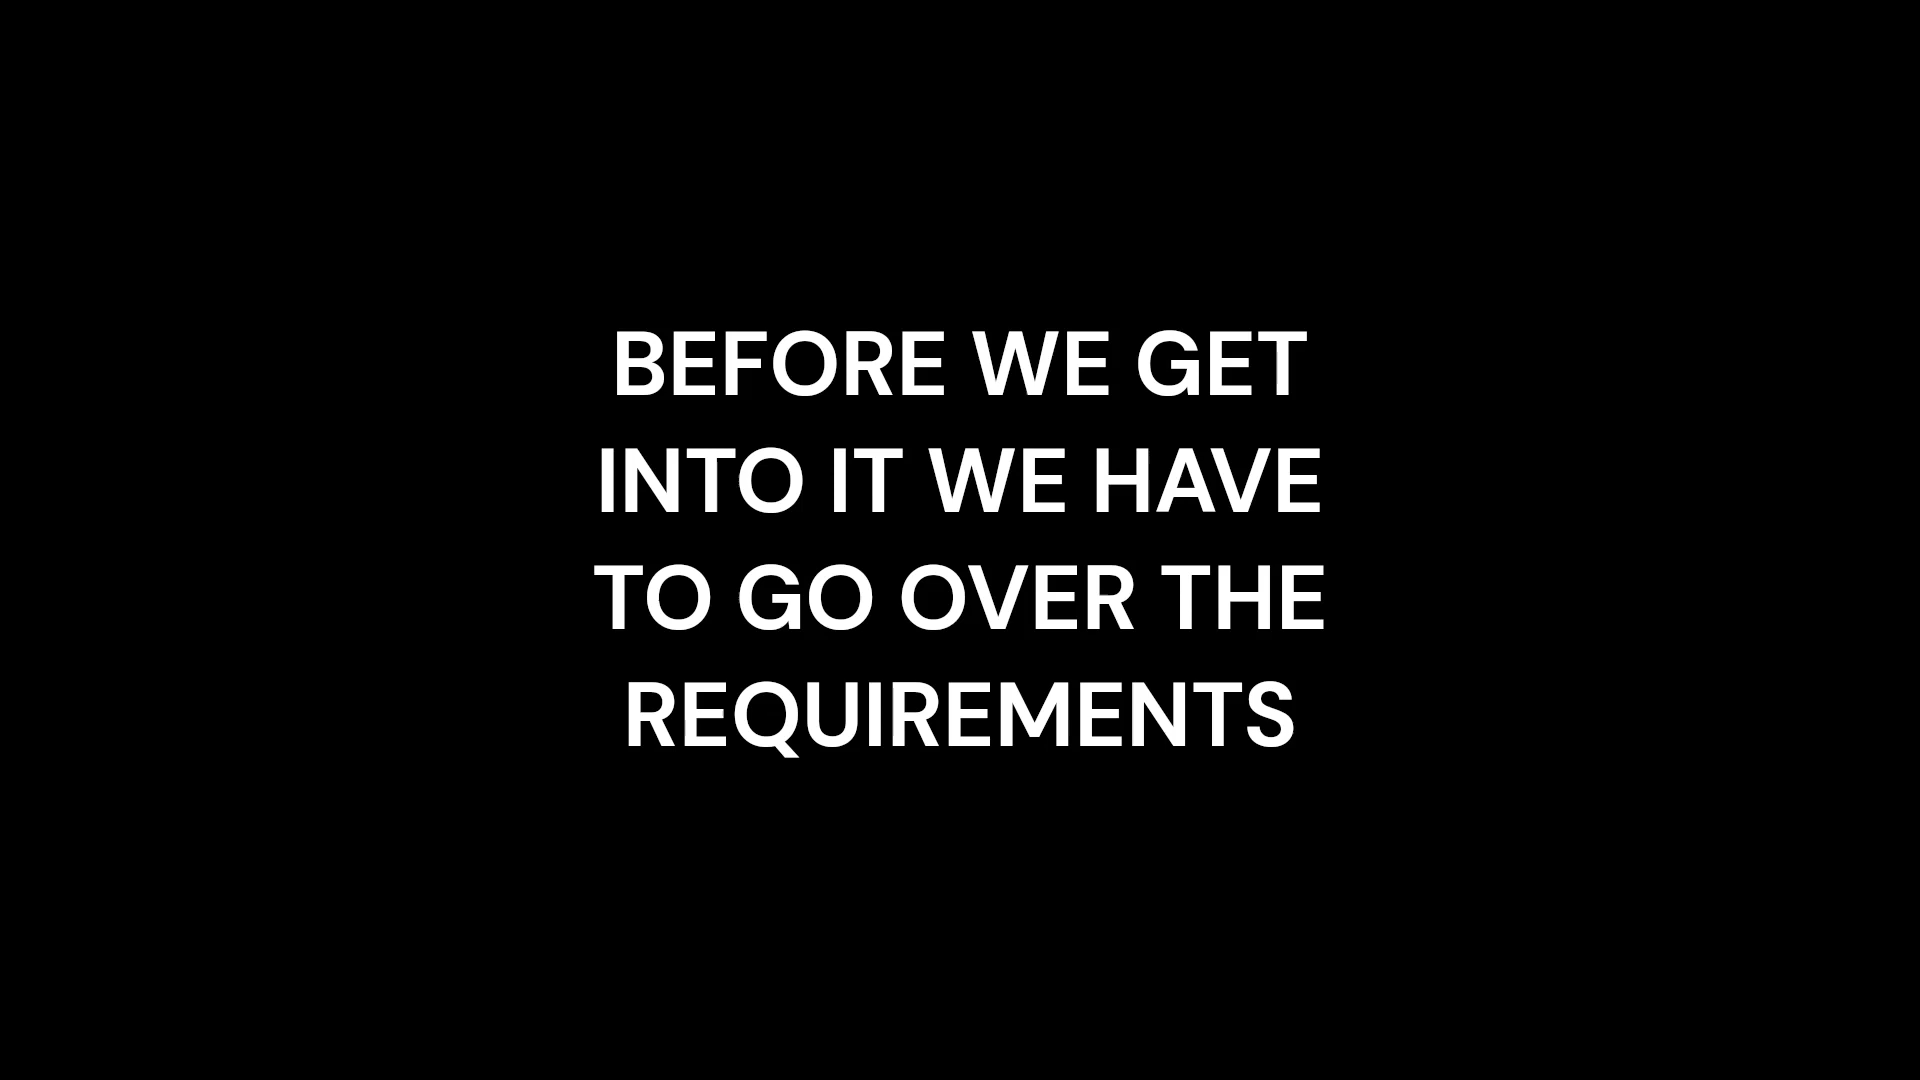 BEFORE WE GET
INTO IT WE HAVE
TO GO OVER THE
REQUIREMENTS